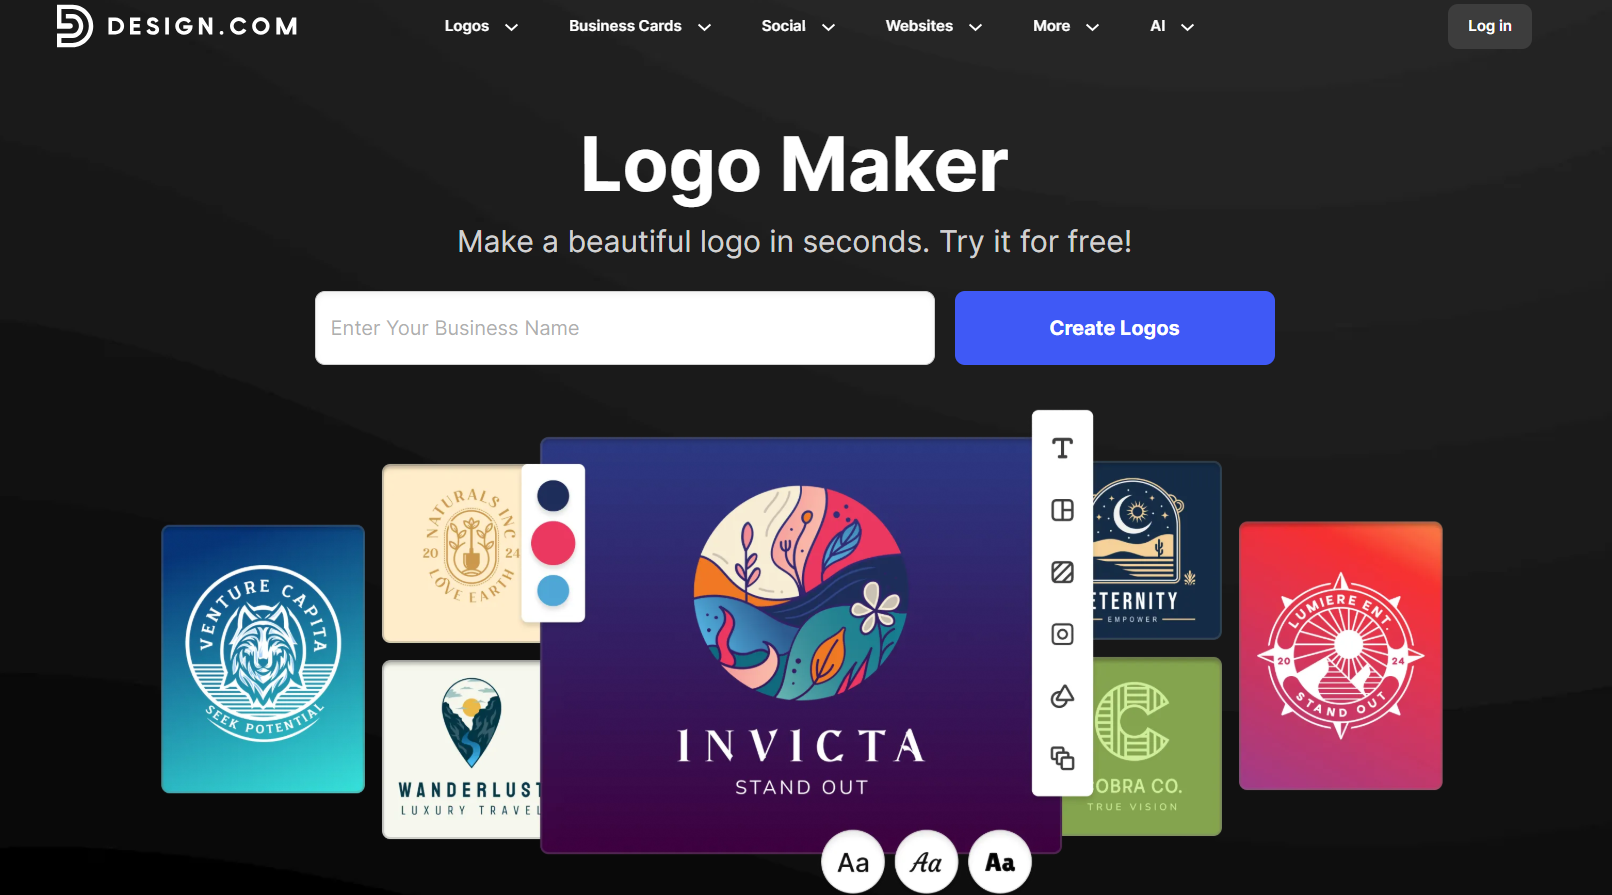 DESIGN.COM
Logos
Business Cards
Social
Websites
More
AI
Log in
Logo Maker
Make a beautiful logo in seconds. Try it for free!
Enter Your Business Name
Create Logos
VENTURE CAPITA
SEEK POTENTIAL
NATURALS INC
20 24
LOVE EARTH
WANDERLUST
LUXURY TRAVEL
INVICTA
STAND OUT
T
ETERNITY
EMPOWER
C
OBRA CO.
TRUE VISION
LUMIERE ENT.
20 24
STAND OUT
Aa
Aa
Aa